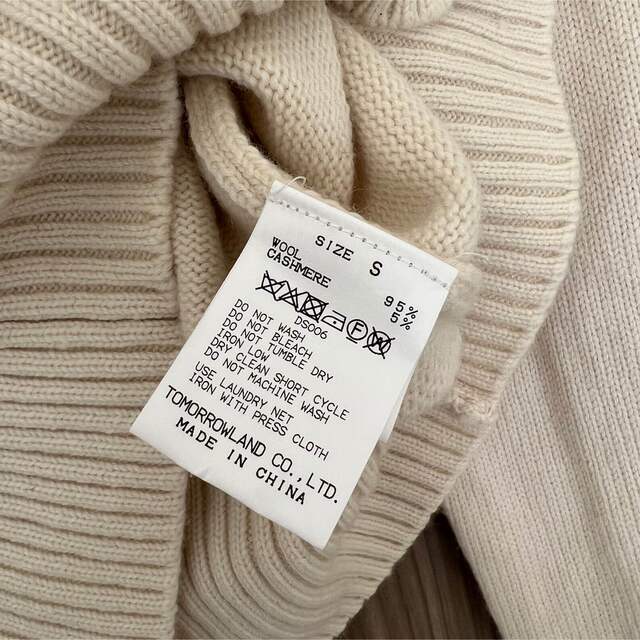 SIZE S
WOOL 95%
CASHMERE 5%
DS006
DO NOT WASH
DO NOT BLEACH
DO NOT TUMBLE DRY
IRON LOW
DRY CLEAN SHORT CYCLE
DO NOT MACHINE WASH
USE LAUNDRY NET
IRON WITH PRESS CLOTH
TOMORROWLAND CO.,LTD.
MADE IN CHINA